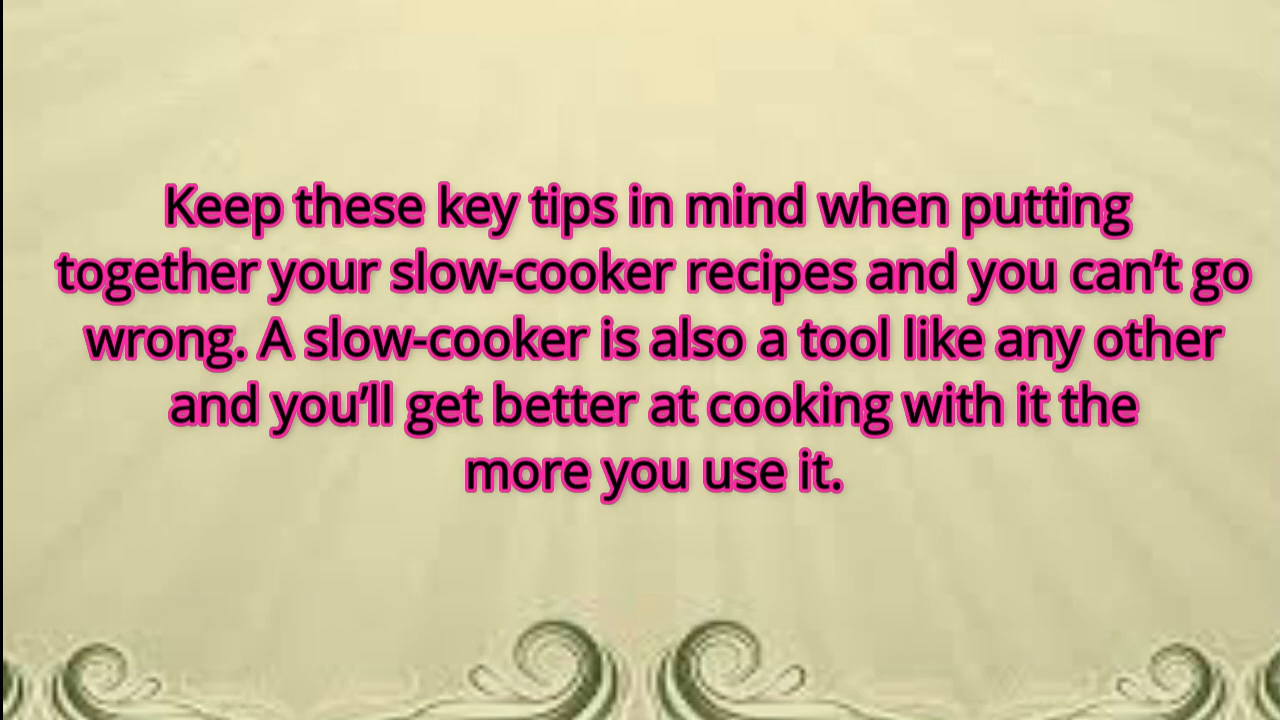 Keep these key tips in mind when putting
together your slow-cooker recipes and you can’t go
wrong. A slow-cooker is also a tool like any other
and you’ll get better at cooking with it the
more you use it.